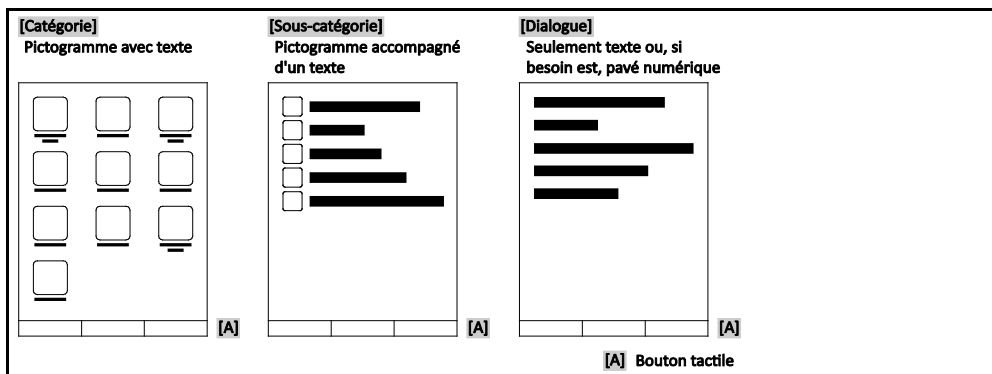 [Catégorie]
Pictogramme avec texte
[Sous-catégorie]
Pictogramme accompagné
d'un texte
[Dialogue]
Seulement texte ou, si
besoin est, pavé numérique
[A]
[A]
[A]
[A] Bouton tactile